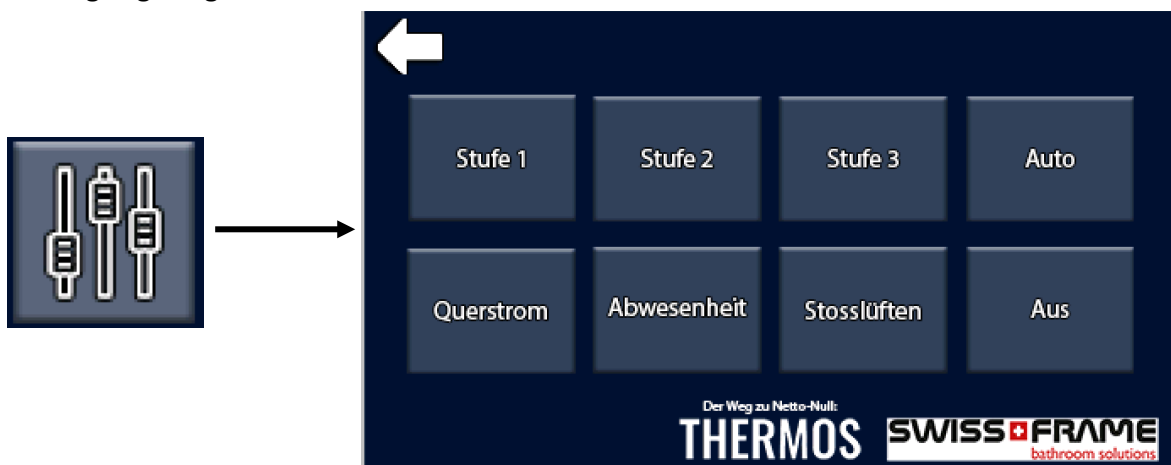 Stufe 1
Stufe 2
Stufe 3
Auto
Querstrom
Abwesenheit
Stosslüften
Aus
Der Weg zu Netto-Null:
THERMOS
SWISS FRAME
bathroom solutions